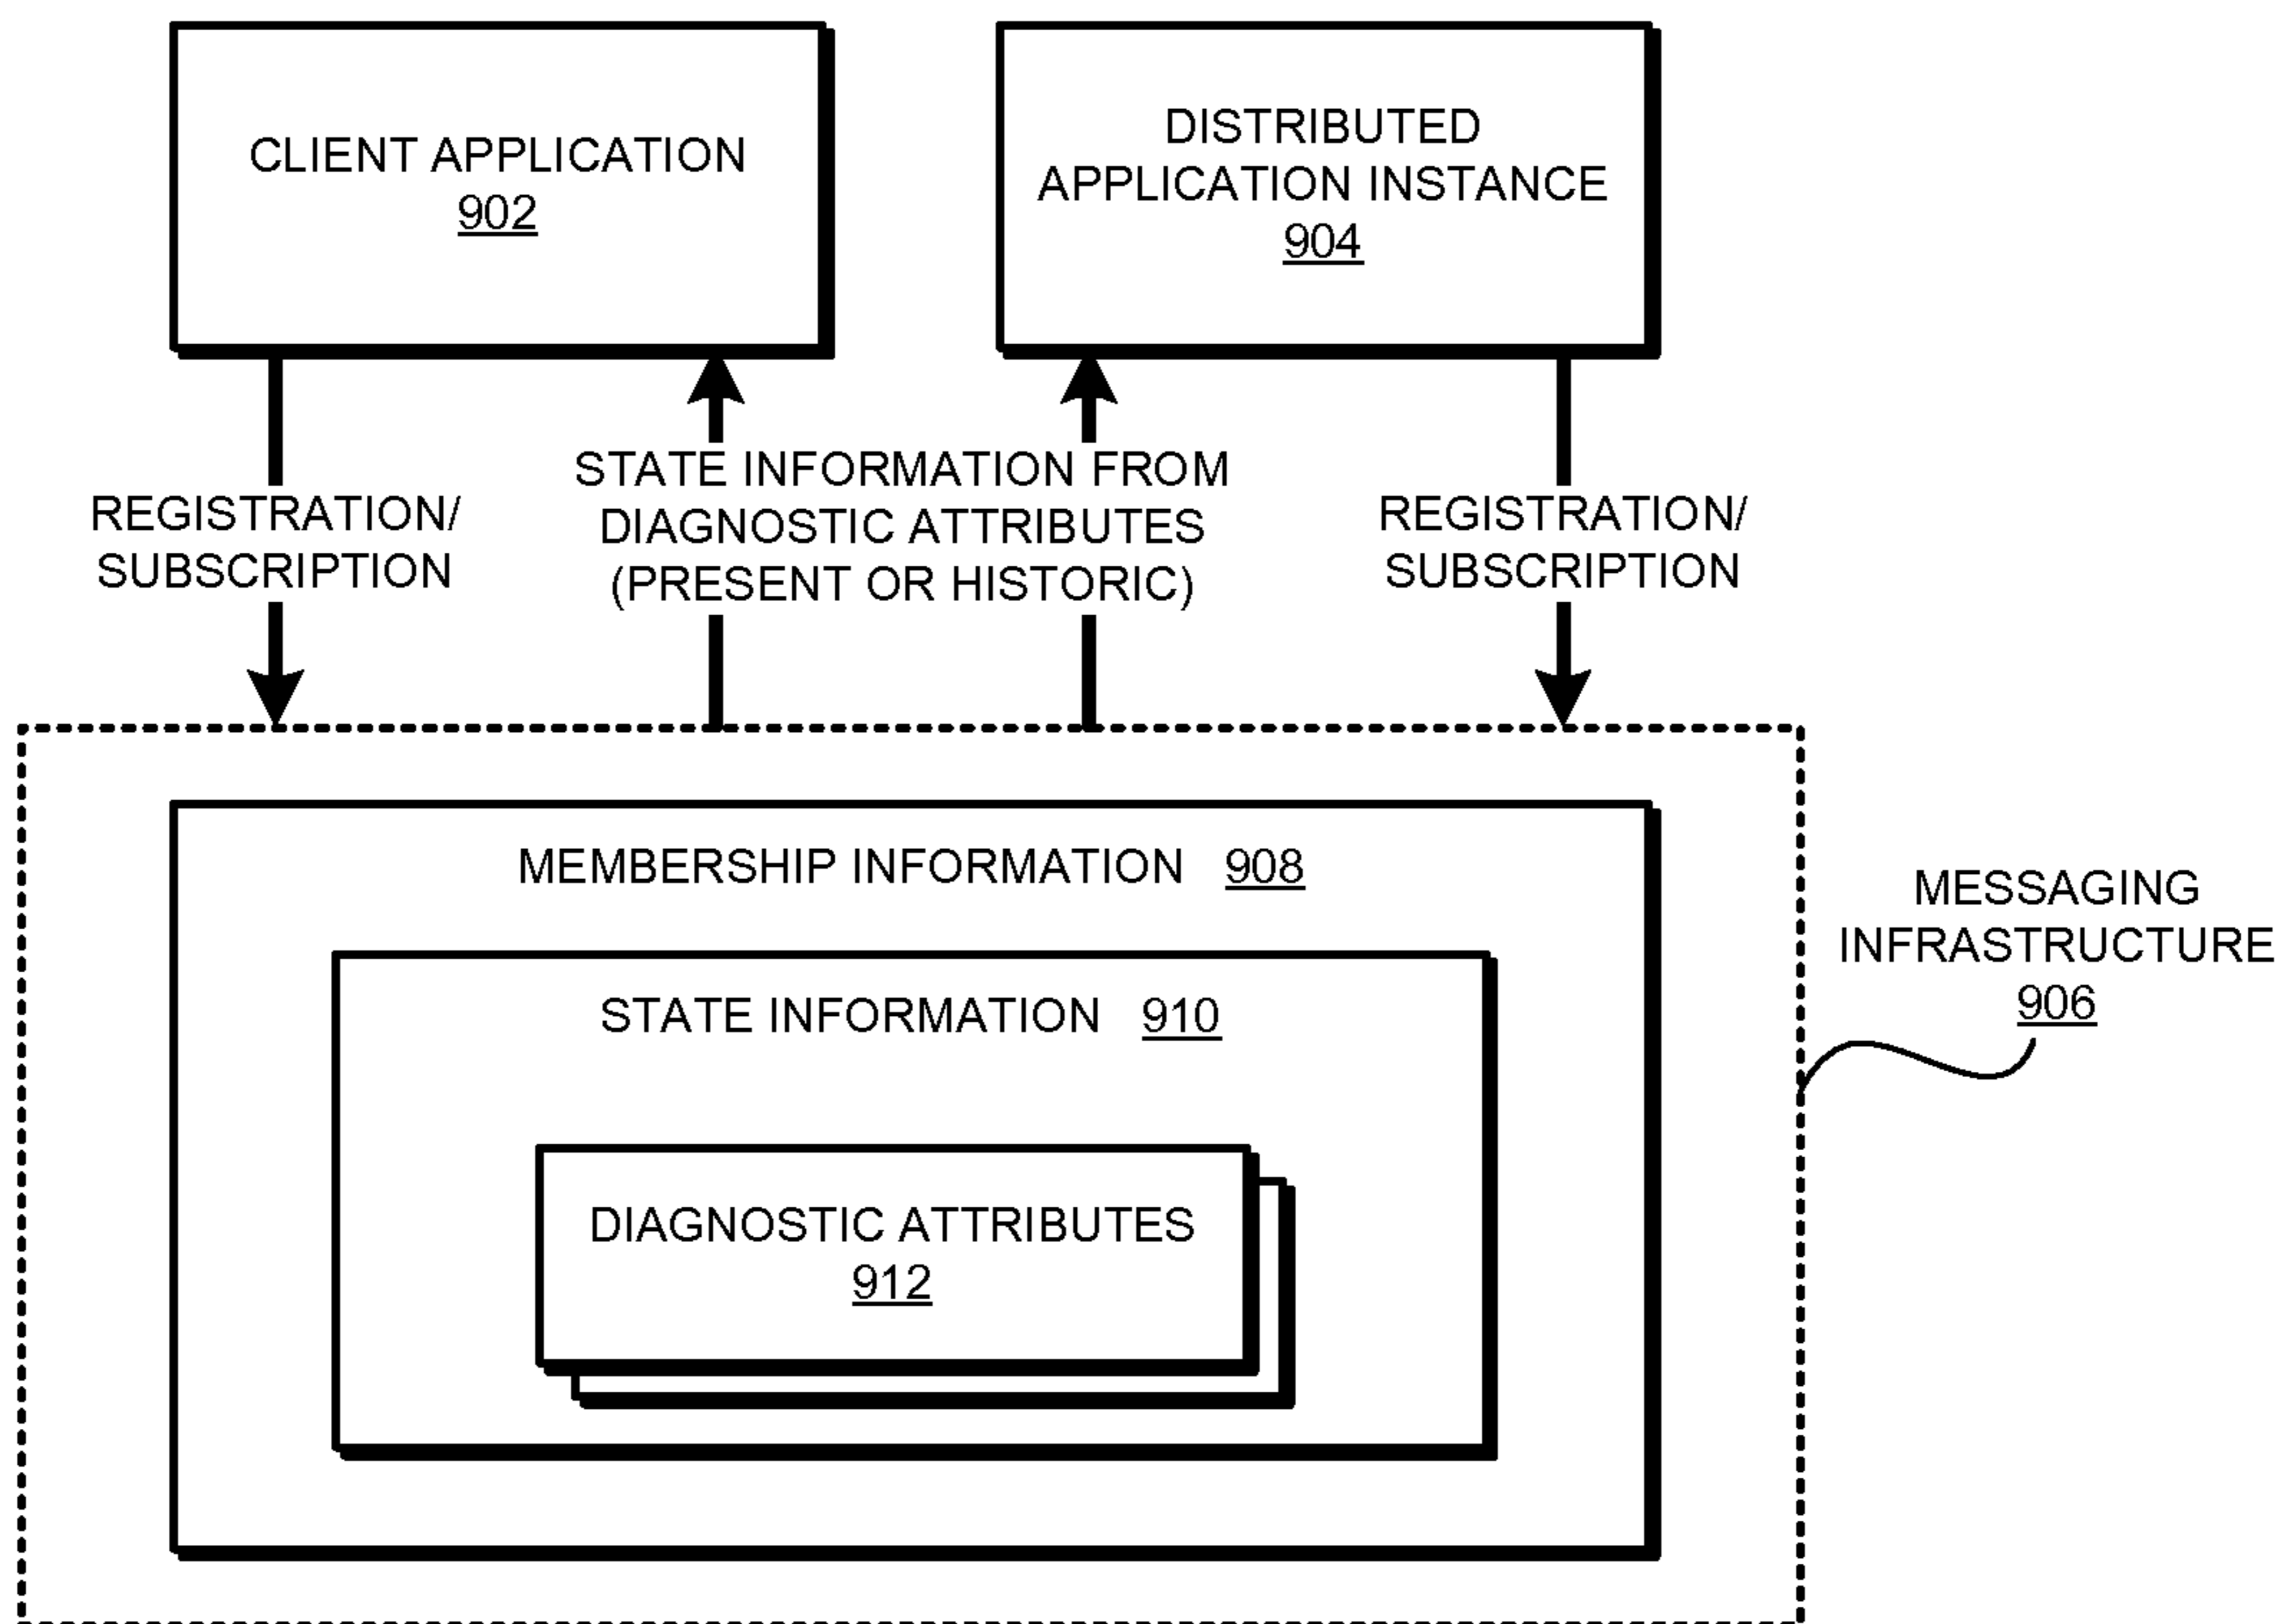 CLIENT APPLICATION
902
DISTRIBUTED
APPLICATION INSTANCE
904
REGISTRATION/
SUBSCRIPTION
STATE INFORMATION FROM
DIAGNOSTIC ATTRIBUTES
(PRESENT OR HISTORIC)
REGISTRATION/
SUBSCRIPTION
MEMBERSHIP INFORMATION 908
STATE INFORMATION 910
DIAGNOSTIC ATTRIBUTES
912
MESSAGING
INFRASTRUCTURE
906